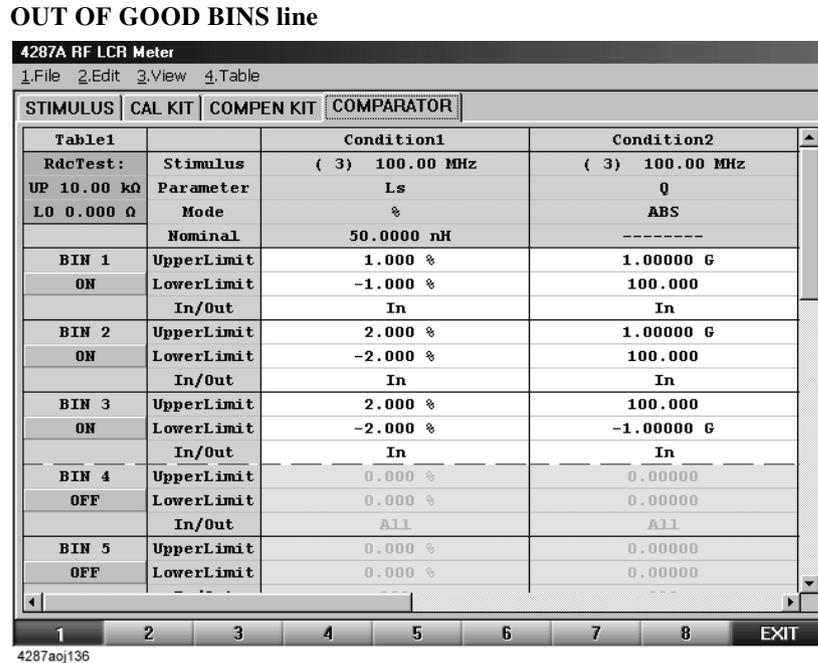 OUT OF GOOD BINS line
4287A RF LCR Meter
1.File 2.Edit 3.View 4.Table
STIMULUS CAL KIT COMPEN KIT COMPARATOR
Table1 Condition1 Condition2
RdcTest: Stimulus ( 3) 100.00 MHz ( 3) 100.00 MHz
UP 10.00 kΩ Parameter Ls Q
LO 0.000 Ω Mode % ABS
Nominal 50.0000 nH --------
BIN 1 UpperLimit 1.000 % 1.00000 G
ON LowerLimit -1.000 % 100.000
In/Out In In
BIN 2 UpperLimit 2.000 % 1.00000 G
ON LowerLimit -2.000 % 100.000
In/Out In In
BIN 3 UpperLimit 2.000 % 100.000
ON LowerLimit -2.000 % -1.00000 G
In/Out In In
BIN 4 UpperLimit 0.000 % 0.00000
OFF LowerLimit 0.000 % 0.00000
In/Out All All
BIN 5 UpperLimit 0.000 % 0.00000
OFF LowerLimit 0.000 % 0.00000
1 2 3 4 5 6 7 8 EXIT
4287aoj136